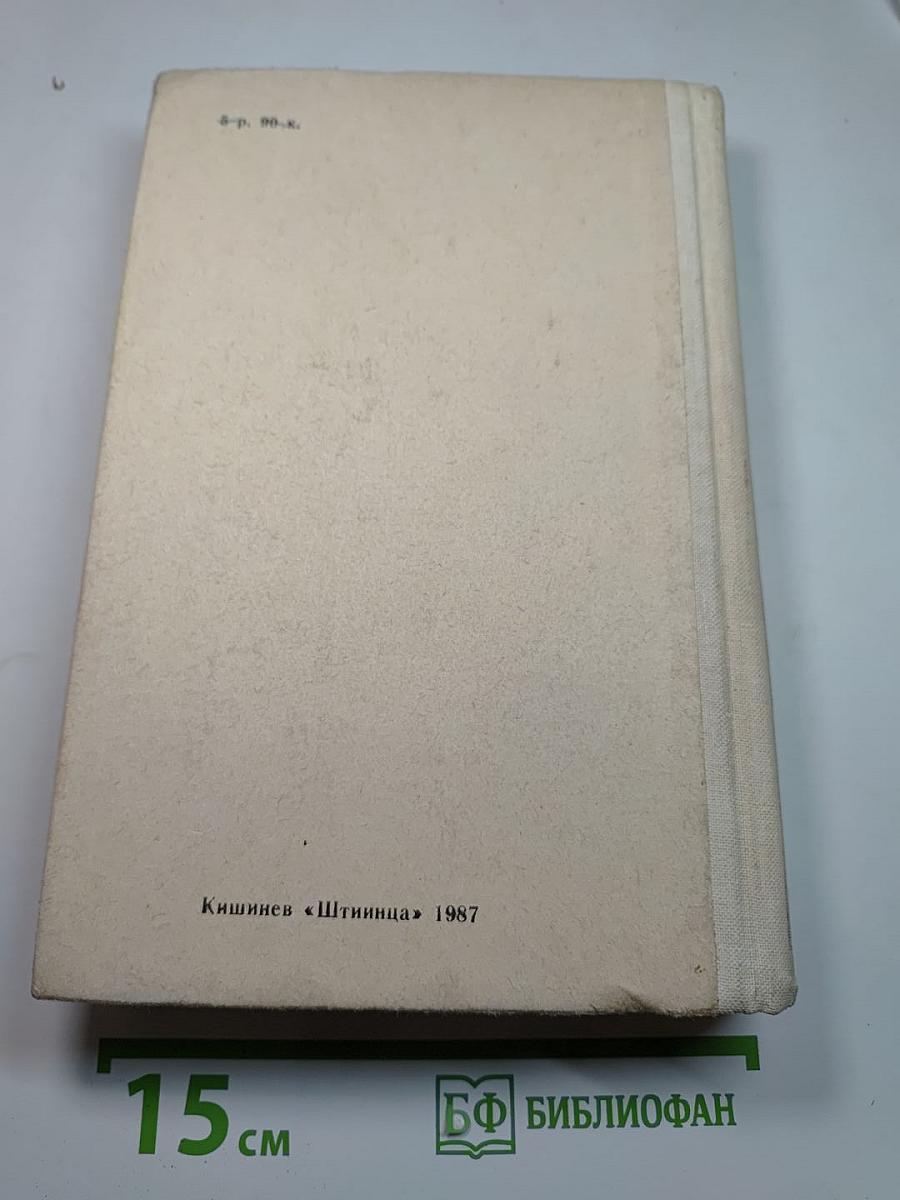 5 р. 90 к.
Кишинев «Штиинца» 1987
15 см
БФ БИБЛИОФАН